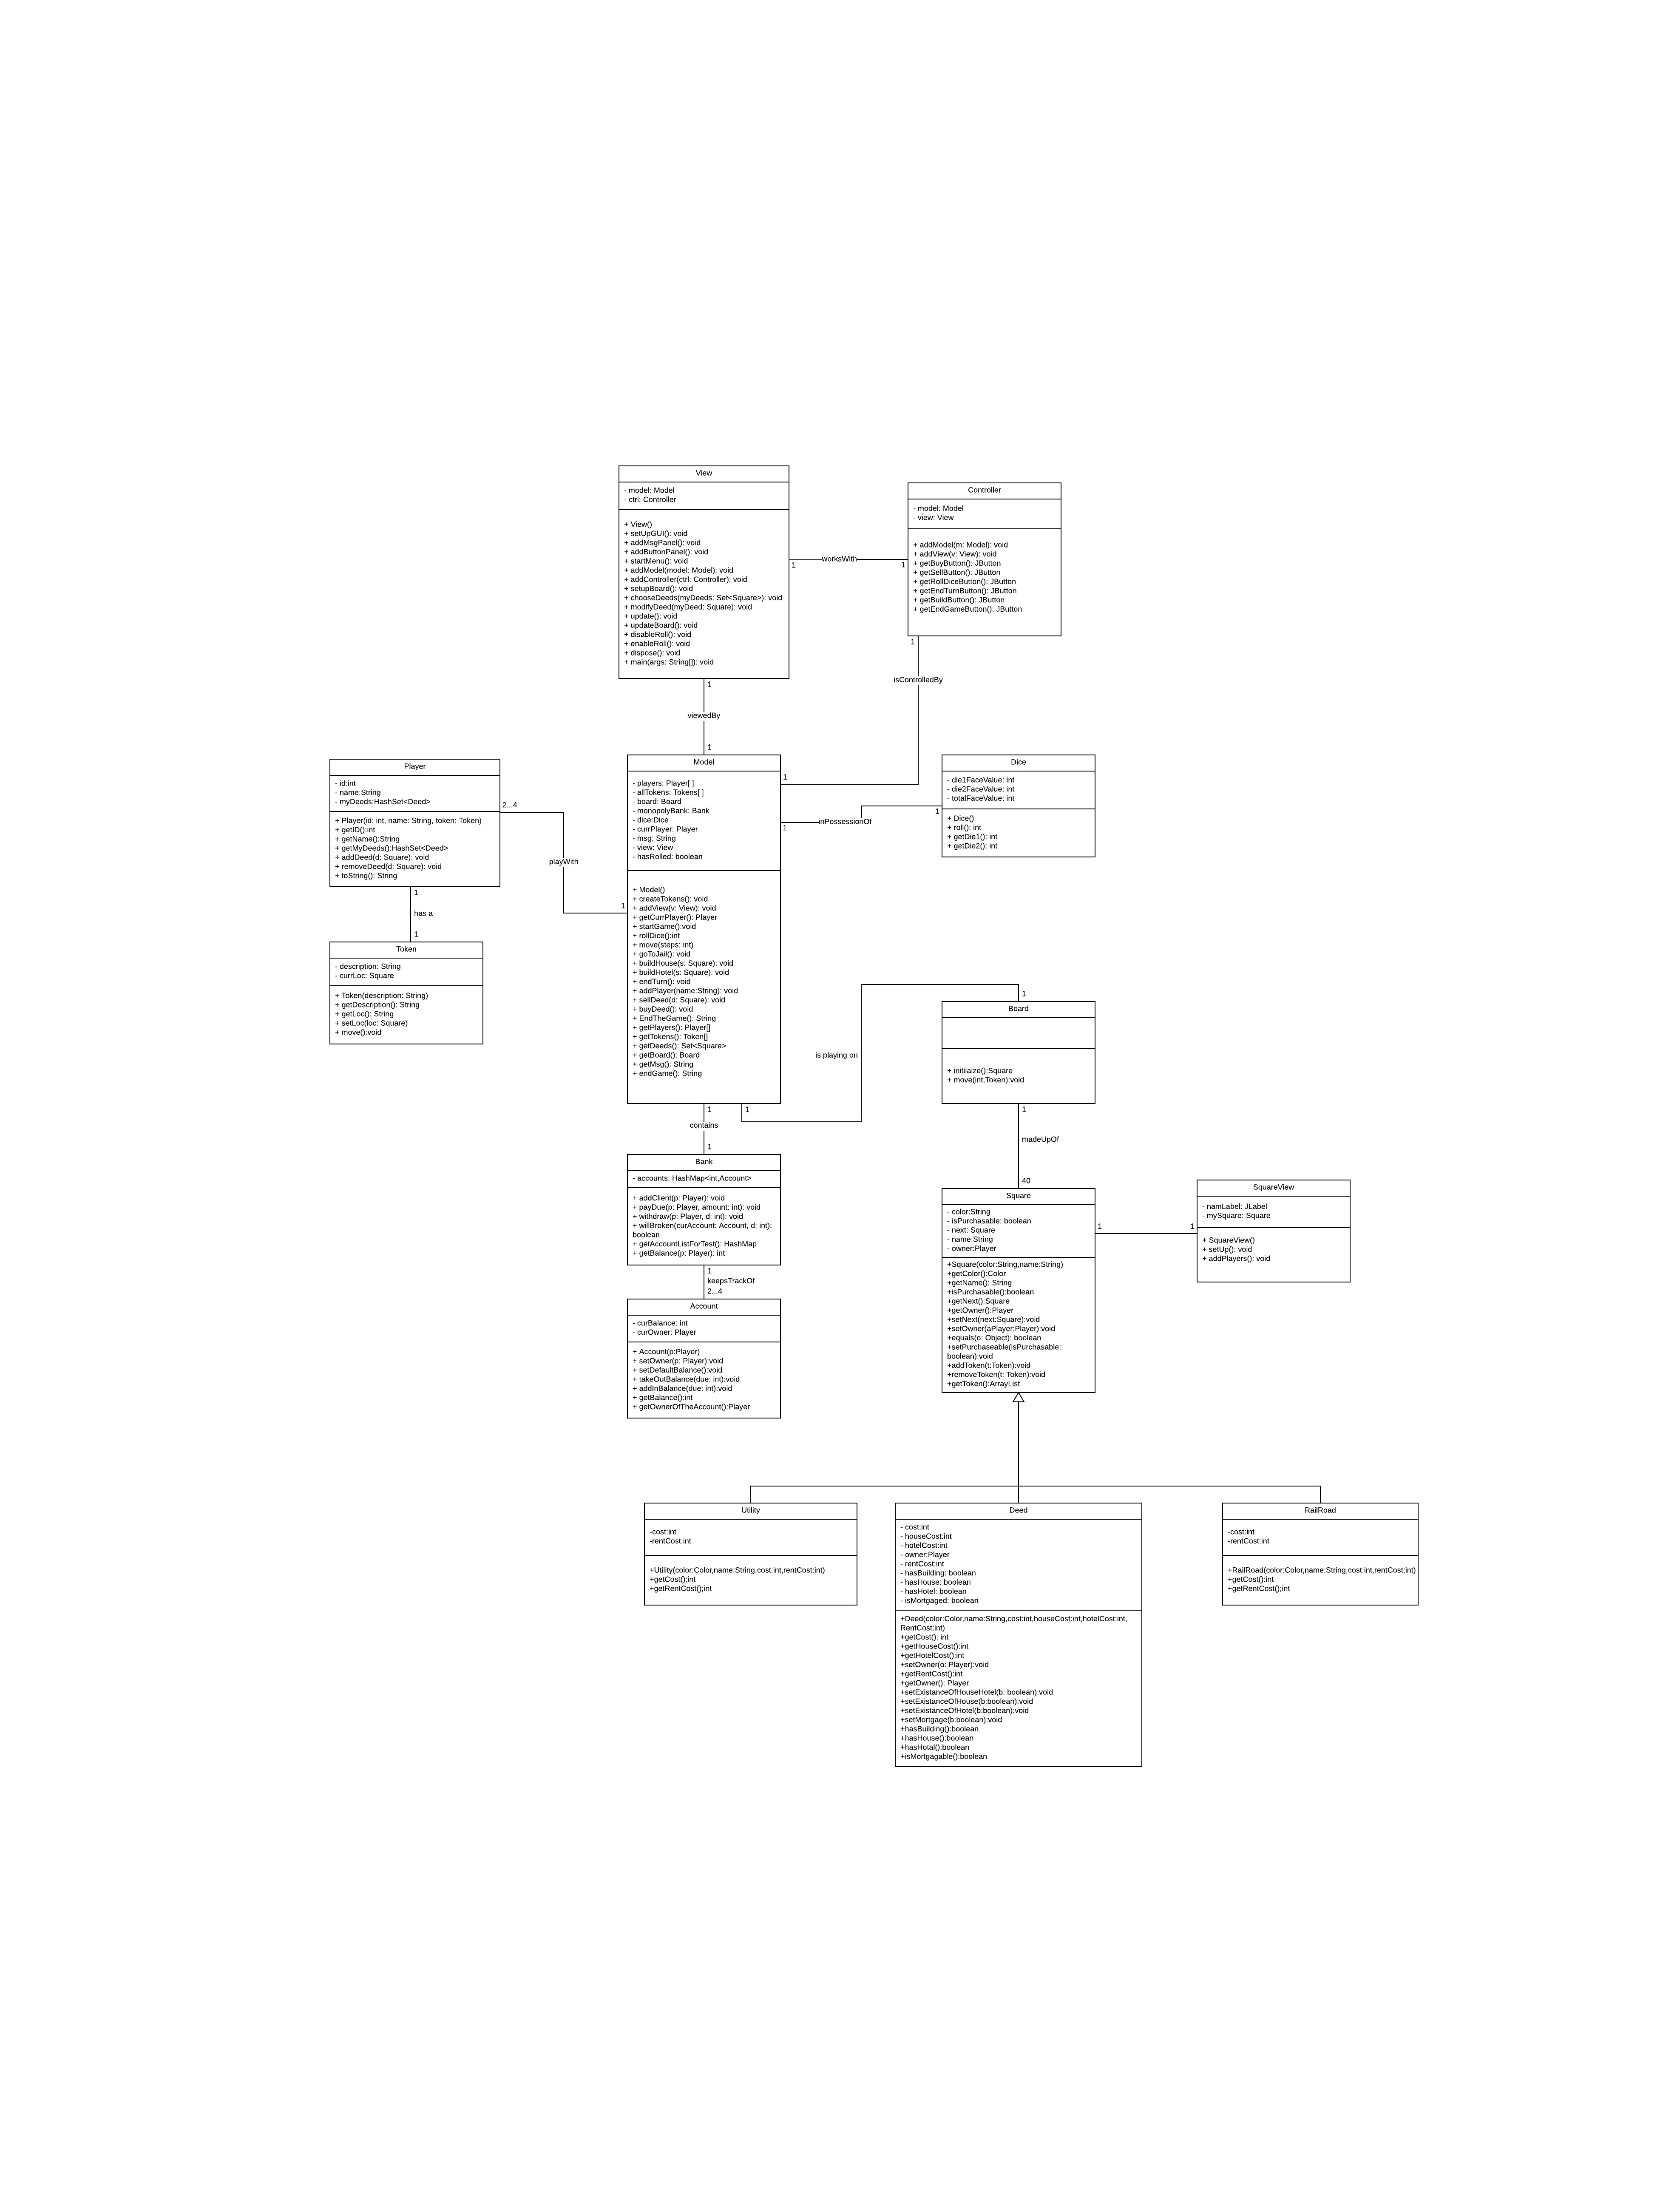 View
- model: Model
- ctrl: Controller
+ View()
+ setUpGUI(): void
+ addMsgPanel(): void
+ addButtonPanel(): void
+ startMenu(): void
+ addModel(model: Model): void
+ addController(ctrl: Controller): void
+ setupBoard(): void
+ chooseDeeds(myDeeds: Set<Square>): void
+ modifyDeed(myDeed: Square): void
+ update(): void
+ updateBoard(): void
+ disableRoll(): void
+ enableRoll(): void
+ dispose(): void
+ main(args: String[]): void
1
worksWith
1
Controller
- model: Model
- view: View
+ addModel(m: Model): void
+ addView(v: View): void
+ getBuyButton(): JButton
+ getSellButton(): JButton
+ getRollDiceButton(): JButton
+ getEndTurnButton(): JButton
+ getBuildButton(): JButton
+ getEndGameButton(): JButton
1
isControlledBy
1
1
viewedBy
1
Player
- id:int
- name:String
- myDeeds:HashSet<Deed>
+ Player(id: int, name: String, token: Token)
+ getID():int
+ getName():String
+ getMyDeeds():HashSet<Deed>
+ addDeed(d: Square): void
+ removeDeed(d: Square): void
+ toString(): String
2...4
playWith
1
1
has a
1
Token
- description: String
- currLoc: Square
+ Token(description: String)
+ getDescription(): String
+ getLoc(): String
+ setLoc(loc: Square)
+ move():void
Model
- players: Player[ ]
- allTokens: Tokens[ ]
- board: Board
- monopolyBank: Bank
- dice:Dice
- currPlayer: Player
- msg: String
- view: View
- hasRolled: boolean
+ Model()
+ createTokens(): void
+ addView(v: View): void
+ getCurrPlayer(): Player
+ startGame():void
+ rollDice():int
+ move(steps: int)
+ goToJail(): void
+ buildHouse(s: Square): void
+ buildHotel(s: Square): void
+ endTurn(): void
+ addPlayer(name:String): void
+ sellDeed(d: Square): void
+ buyDeed(): void
+ EndTheGame(): String
+ getPlayers(): Player[]
+ getTokens(): Token[]
+ getDeeds(): Set<Square>
+ getBoard(): Board
+ getMsg(): String
+ endGame(): String
1
inPossessionOf
1
Dice
- die1FaceValue: int
- die2FaceValue: int
- totalFaceValue: int
+ Dice()
+ roll(): int
+ getDie1(): int
+ getDie2(): int
1
is playing on
1
Board
+ initilaize():Square
+ move(int,Token):void
1
madeUpOf
40
1
contains
1
Bank
- accounts: HashMap<int,Account>
+ addClient(p: Player): void
+ payDue(p: Player, amount: int): void
+ withdraw(p: Player, d: int): void
+ willBroken(curAccount: Account, d: int):
boolean
+ getAccountListForTest(): HashMap
+ getBalance(p: Player): int
1
keepsTrackOf
2...4
Account
- curBalance: int
- curOwner: Player
+ Account(p:Player)
+ setOwner(p: Player):void
+ setDefaultBalance():void
+ takeOutBalance(due: int):void
+ addInBalance(due: int):void
+ getBalance():int
+ getOwnerOfTheAccount():Player
Square
- color:String
- isPurchasable: boolean
- next: Square
- name:String
- owner:Player
+Square(color:String,name:String)
+getColor():Color
+getName(): String
+isPurchasable():boolean
+getNext():Square
+getOwner():Player
+setNext(next:Square):void
+setOwner(aPlayer:Player):void
+equals(o: Object): boolean
+setPurchaseable(isPurchasable:
boolean):void
+addToken(t:Token):void
+removeToken(t: Token):void
+getToken():ArrayList
1
1
SquareView
- namLabel: JLabel
- mySquare: Square
+ SquareView()
+ setUp(): void
+ addPlayers(): void
Utility
-cost:int
-rentCost:int
+Utility(color:Color,name:String,cost:int,rentCost:int)
+getCost():int
+getRentCost();int
Deed
- cost:int
- houseCost:int
- hotelCost:int
- owner:Player
- rentCost:int
- hasBuilding: boolean
- hasHouse: boolean
- hasHotel: boolean
- isMortgaged: boolean
+Deed(color:Color,name:String,cost:int,houseCost:int,hotelCost:int,
RentCost:int)
+getCost(): int
+getHouseCost():int
+getHotelCost():int
+setOwner(o: Player):void
+getRentCost():int
+getOwner(): Player
+setExistanceOfHouseHotel(b: boolean):void
+setExistanceOfHouse(b:boolean):void
+setExistanceOfHotel(b:boolean):void
+setMortgage(b:boolean):void
+hasBuilding():boolean
+hasHouse():boolean
+hasHotal():boolean
+isMortgagable():boolean
RailRoad
-cost:int
-rentCost:int
+RailRoad(color:Color,name:String,cost:int,rentCost:int)
+getCost():int
+getRentCost();int